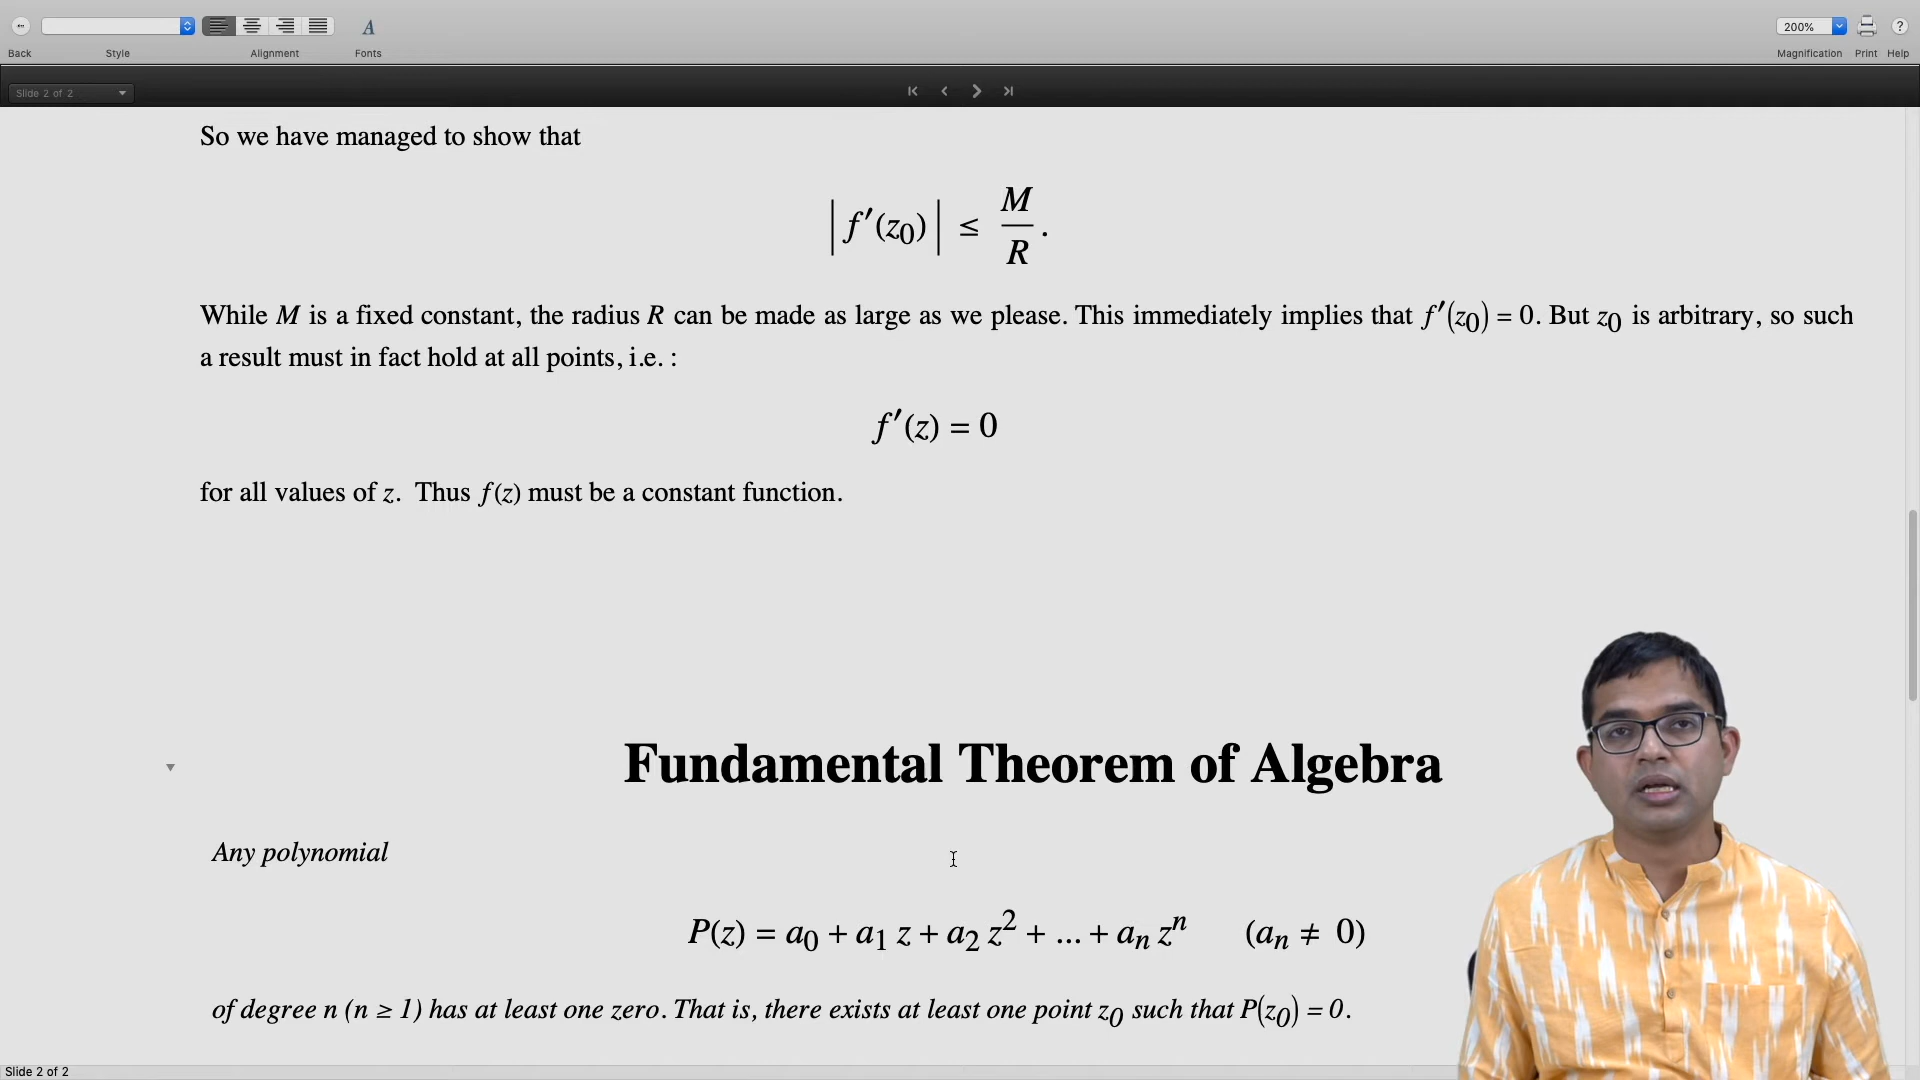 200%
Back Style Alignment Fonts Magnification Print Help
Slide 2 of 2
So we have managed to show that
|f′(z₀)| ≤ M/R.
While M is a fixed constant, the radius R can be made as large as we please. This immediately implies that f′(z₀) = 0. But z₀ is arbitrary, so such
a result must in fact hold at all points, i.e. :
f′(z) = 0
for all values of z. Thus f(z) must be a constant function.
Fundamental Theorem of Algebra
Any polynomial
P(z) = a₀ + a₁ z + a₂ z² + ... + aₙ zⁿ (aₙ ≠ 0)
of degree n (n ≥ 1) has at least one zero. That is, there exists at least one point z₀ such that P(z₀) = 0.
Slide 2 of 2